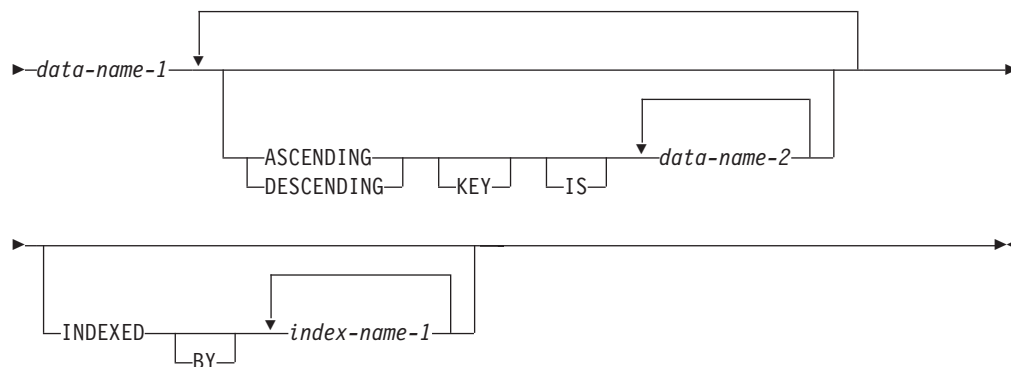 data-name-1
ASCENDING
DESCENDING
KEY
IS
data-name-2
INDEXED
BY
index-name-1